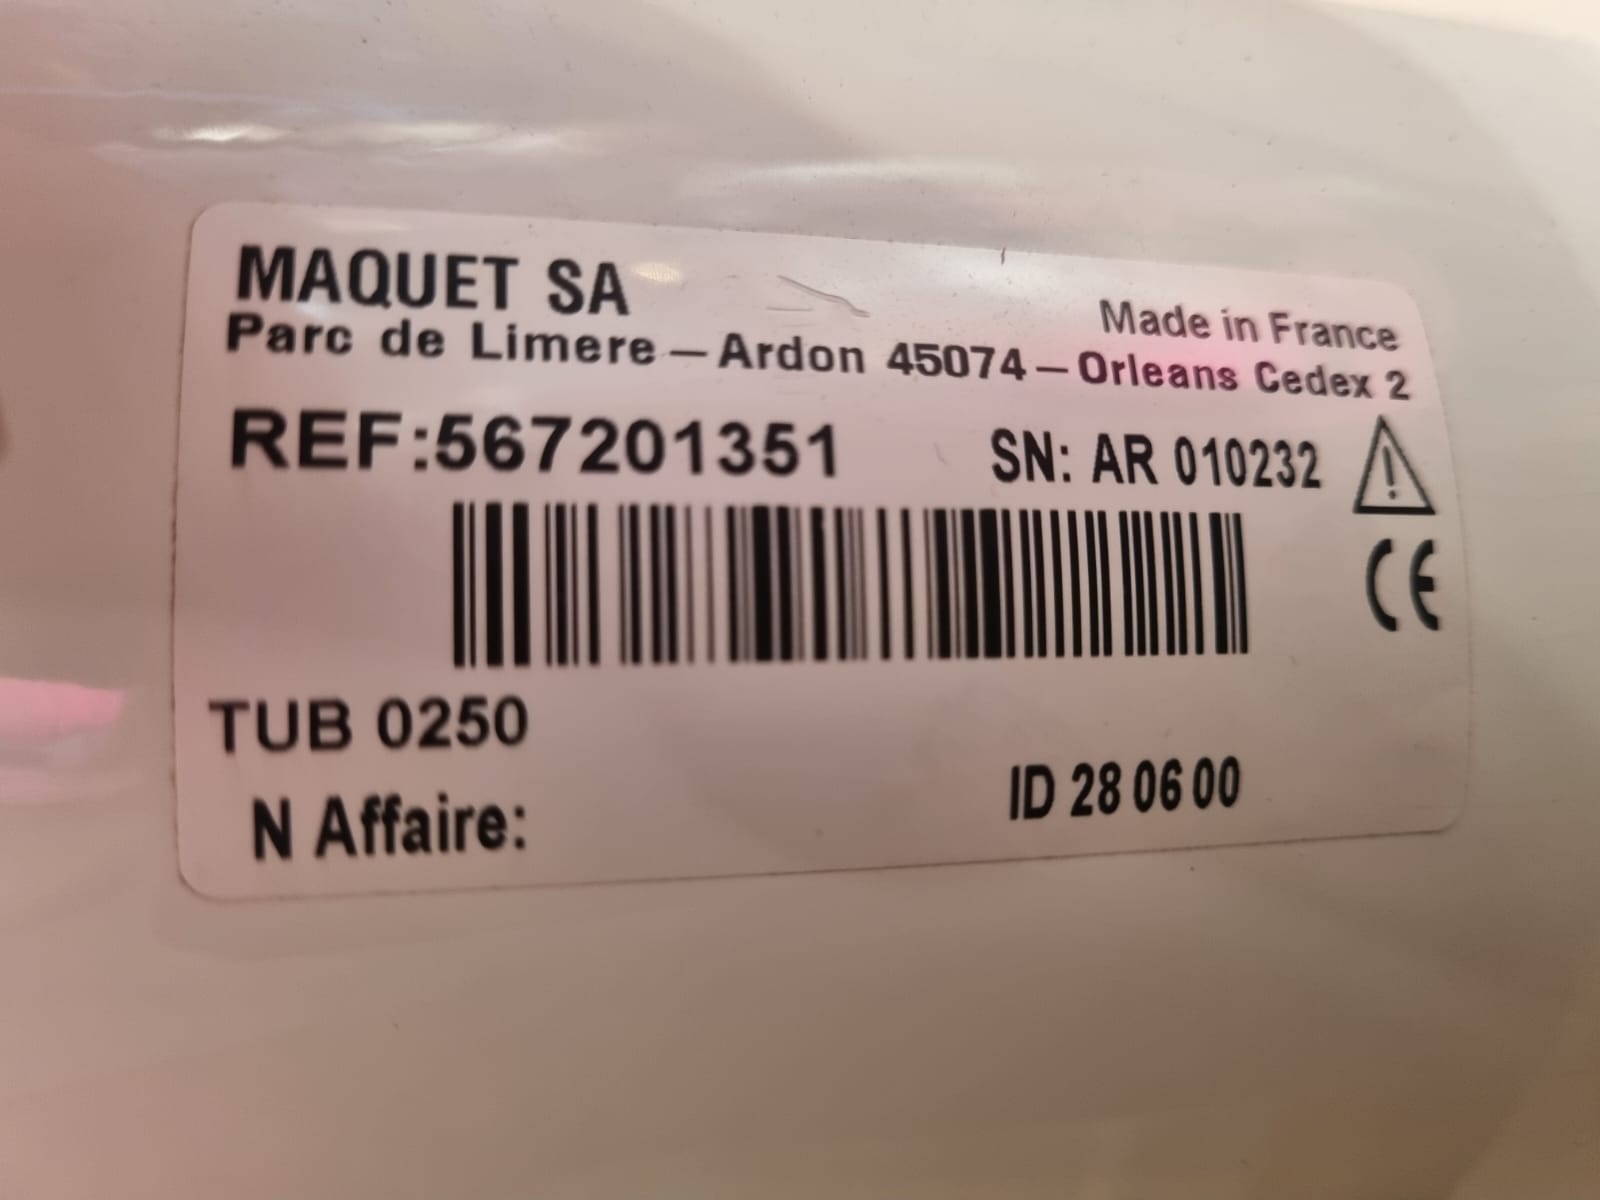 MAQUET SA
Made in France
Parc de Limere – Ardon 45074 – Orleans Cedex 2
REF:567201351 SN: AR 010232
CE
TUB 0250
ID 28 06 00
N Affaire: